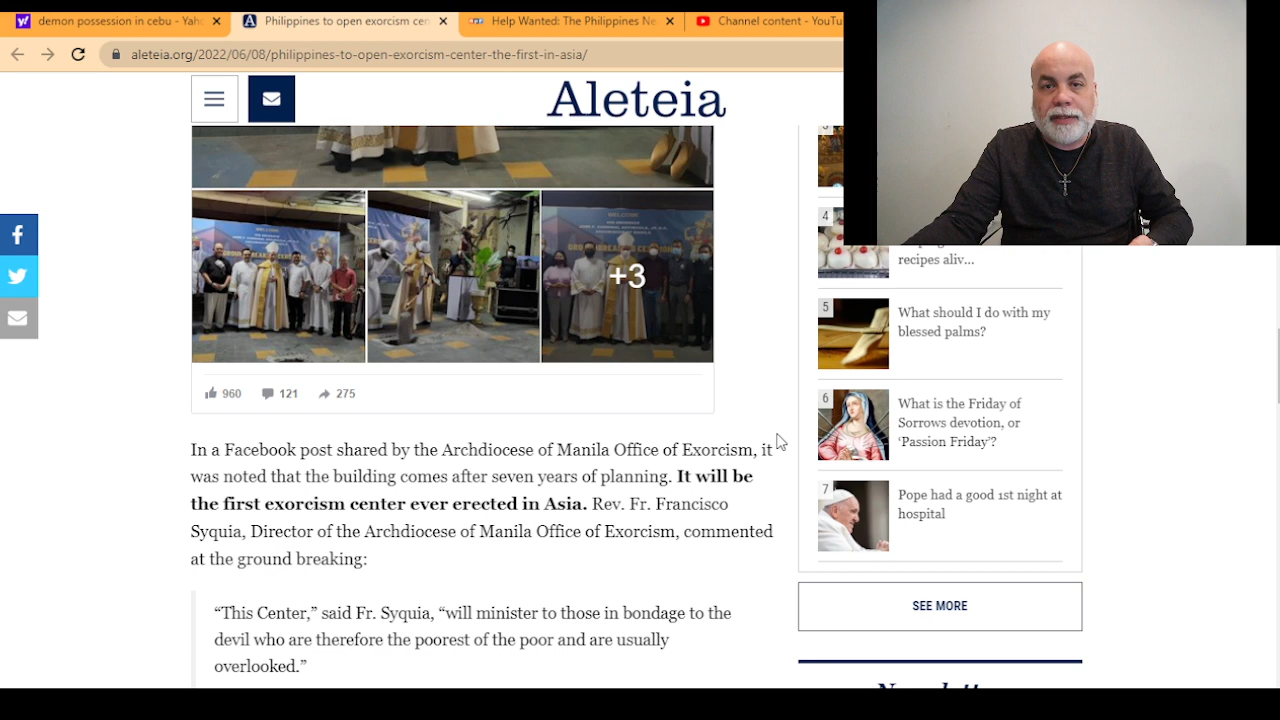 demon possession in cebu - Yah
Philippines to open exorcism cen
Help Wanted: The Philippines Ne
Channel content - YouTu
aleteia.org/2022/06/08/philippines-to-open-exorcism-center-the-first-in-asia/
Aleteia
WELCOME
+3
960
121
275
In a Facebook post shared by the Archdiocese of Manila Office of Exorcism, it
was noted that the building comes after seven years of planning. It will be
the first exorcism center ever erected in Asia. Rev. Fr. Francisco
Syquia, Director of the Archdiocese of Manila Office of Exorcism, commented
at the ground breaking:
“This Center,” said Fr. Syquia, “will minister to those in bondage to the
devil who are therefore the poorest of the poor and are usually
overlooked.”
4
recipes aliv...
5
What should I do with my
blessed palms?
6
What is the Friday of
Sorrows devotion, or
‘Passion Friday’?
7
Pope had a good 1st night at
hospital
SEE MORE